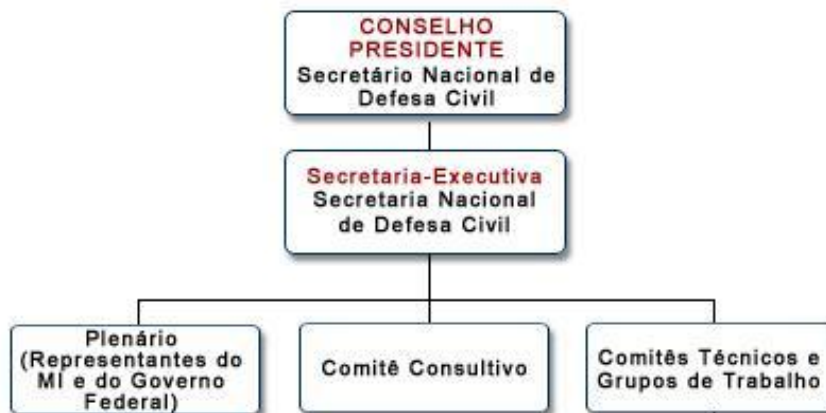 CONSELHO
PRESIDENTE
Secretário Nacional de
Defesa Civil
Secretaria-Executiva
Secretaria Nacional
de Defesa Civil
Plenário
(Representantes do
MI e do Governo
Federal)
Comitê Consultivo
Comitês Técnicos e
Grupos de Trabalho